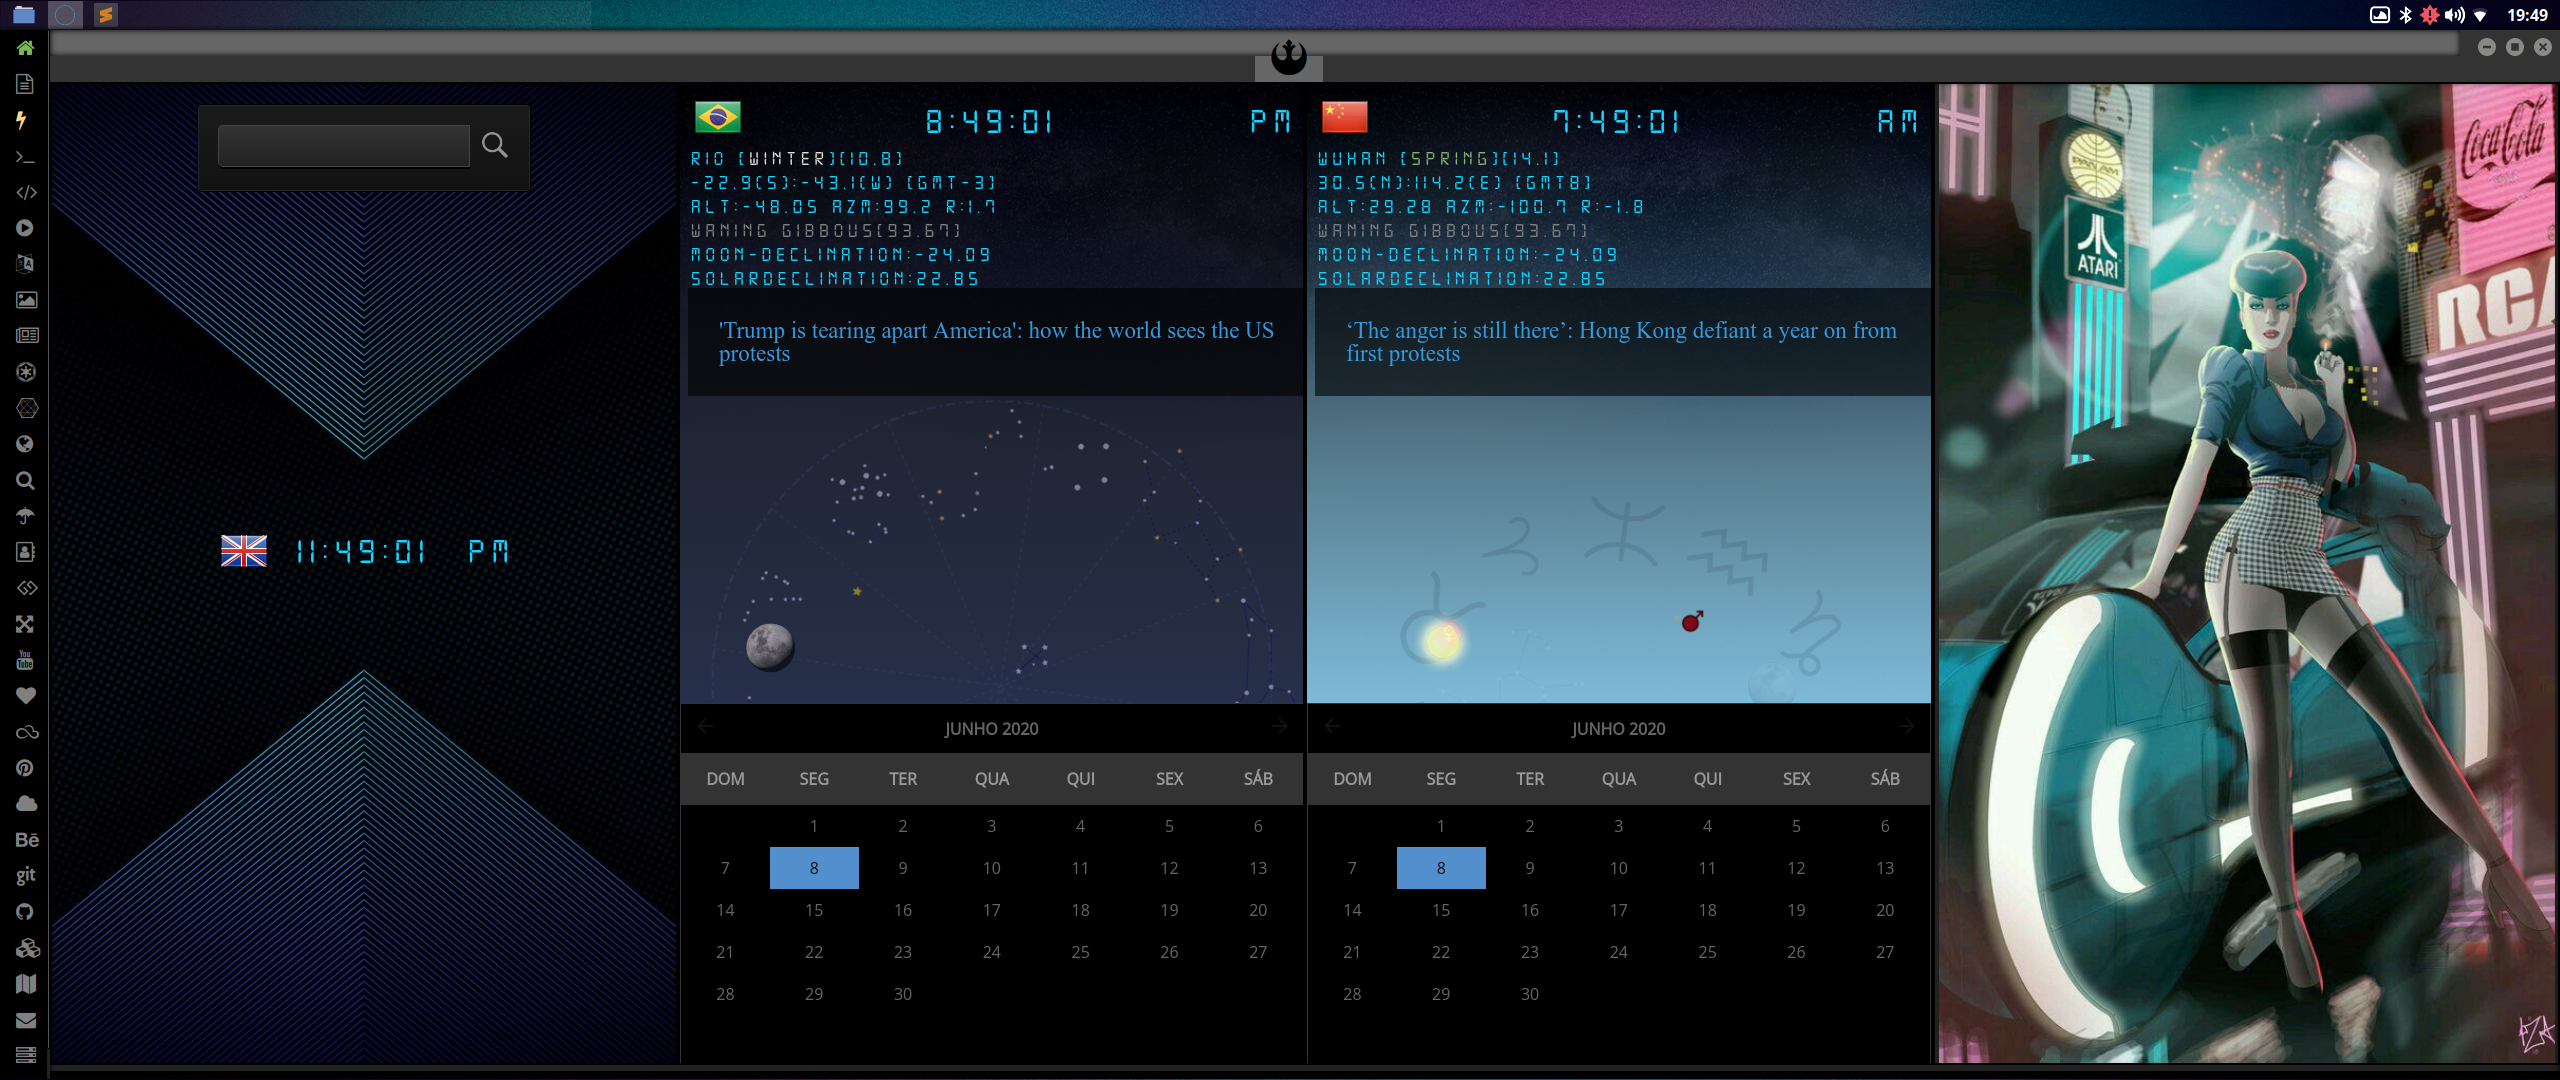 19:49
You
Tube
Bē
git
11:49:01 PM
8:49:01 PM
RIO [WINTER][10.8]
-22.9(S):-43.1(W) [GMT-3]
ALT:-48.05 AZM:99.2 R:1.7
WANING GIBBOUS[93.67]
MOON-DECLINATION:-24.09
SOLARDECLINATION:22.85
'Trump is tearing apart America': how the world sees the US
protests
JUNHO 2020
DOM SEG TER QUA QUI SEX SÁB
1 2 3 4 5 6
7 8 9 10 11 12 13
14 15 16 17 18 19 20
21 22 23 24 25 26 27
28 29 30
7:49:01 AM
WUHAN [SPRING][14.1]
30.5(N):114.2(E) [GMT8]
ALT:29.28 AZM:-100.7 R:-1.8
WANING GIBBOUS[93.67]
MOON-DECLINATION:-24.09
SOLARDECLINATION:22.85
‘The anger is still there’: Hong Kong defiant a year on from
first protests
JUNHO 2020
DOM SEG TER QUA QUI SEX SÁB
1 2 3 4 5 6
7 8 9 10 11 12 13
14 15 16 17 18 19 20
21 22 23 24 25 26 27
28 29 30
PAN AM
ATARI
Coca-Cola
RCA